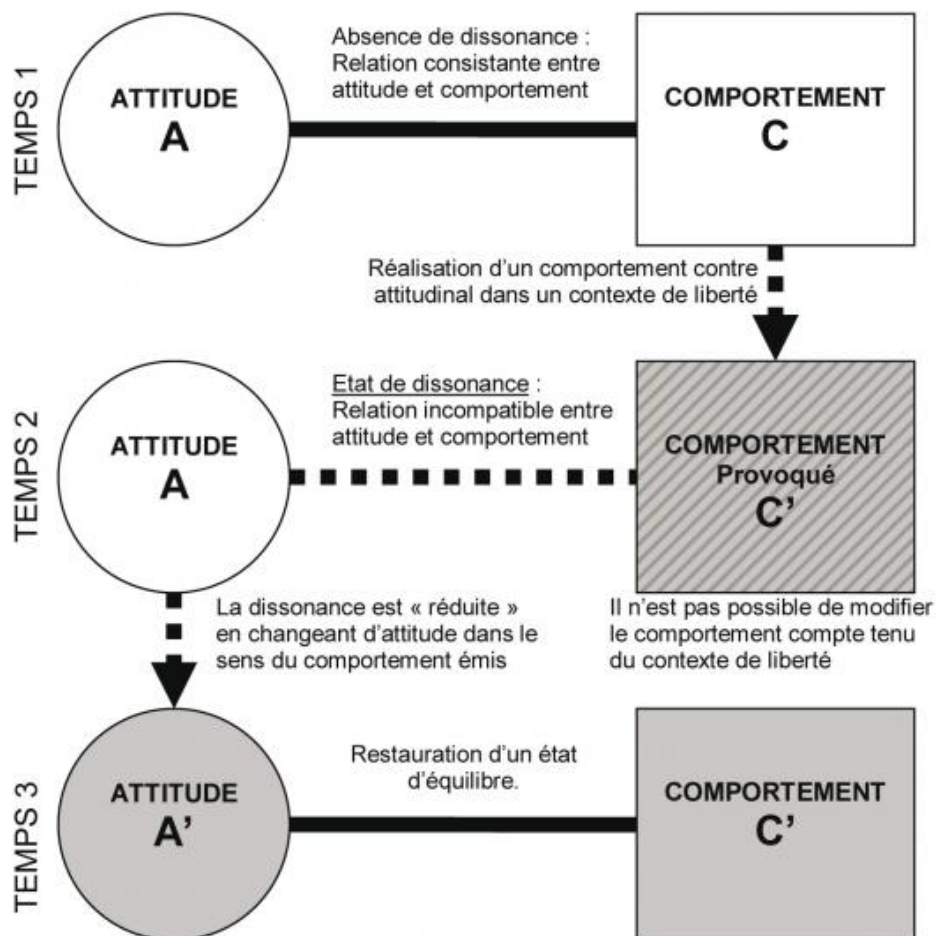 TEMPS 1
ATTITUDE
A
Absence de dissonance :
Relation consistante entre
attitude et comportement
COMPORTEMENT
C
Réalisation d'un comportement contre
attitudinal dans un contexte de liberté
TEMPS 2
ATTITUDE
A
Etat de dissonance :
Relation incompatible entre
attitude et comportement
COMPORTEMENT
Provoqué
C'
La dissonance est « réduite »
en changeant d'attitude dans le
sens du comportement émis
Il n'est pas possible de modifier
le comportement compte tenu
du contexte de liberté
TEMPS 3
ATTITUDE
A'
Restauration d'un état
d'équilibre.
COMPORTEMENT
C'